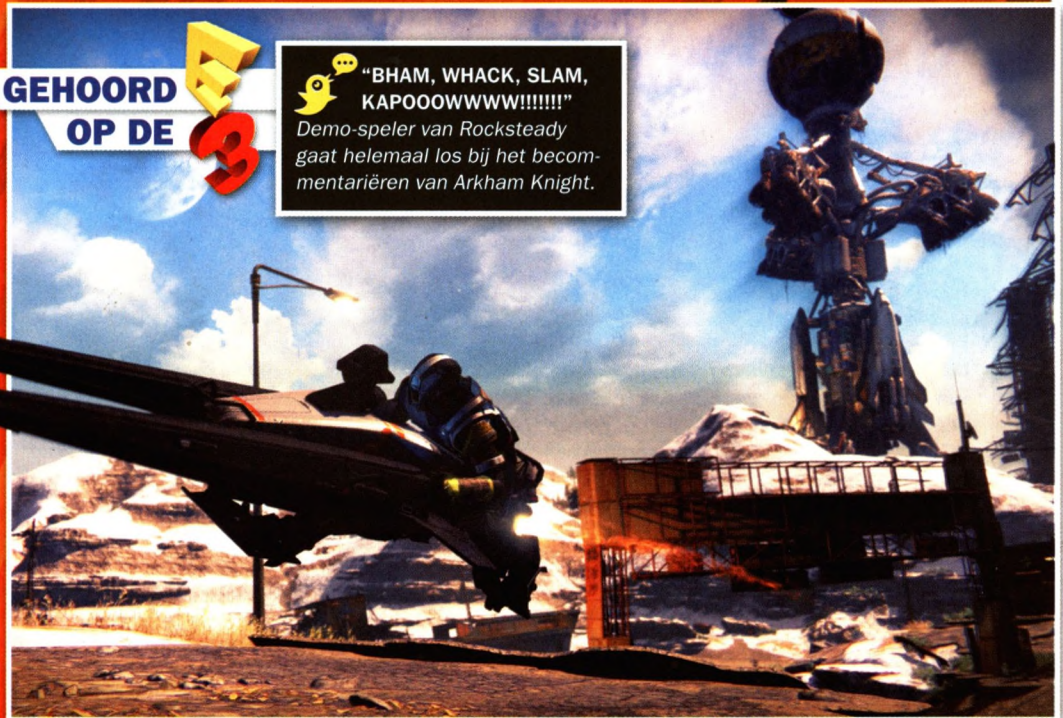 GEHOORD
OP DE
E3
“BHAM, WHACK, SLAM,
KAPOOOWWWW!!!!!!!”
Demo-speler van Rocksteady
gaat helemaal los bij het becom-
mentariëren van Arkham Knight.